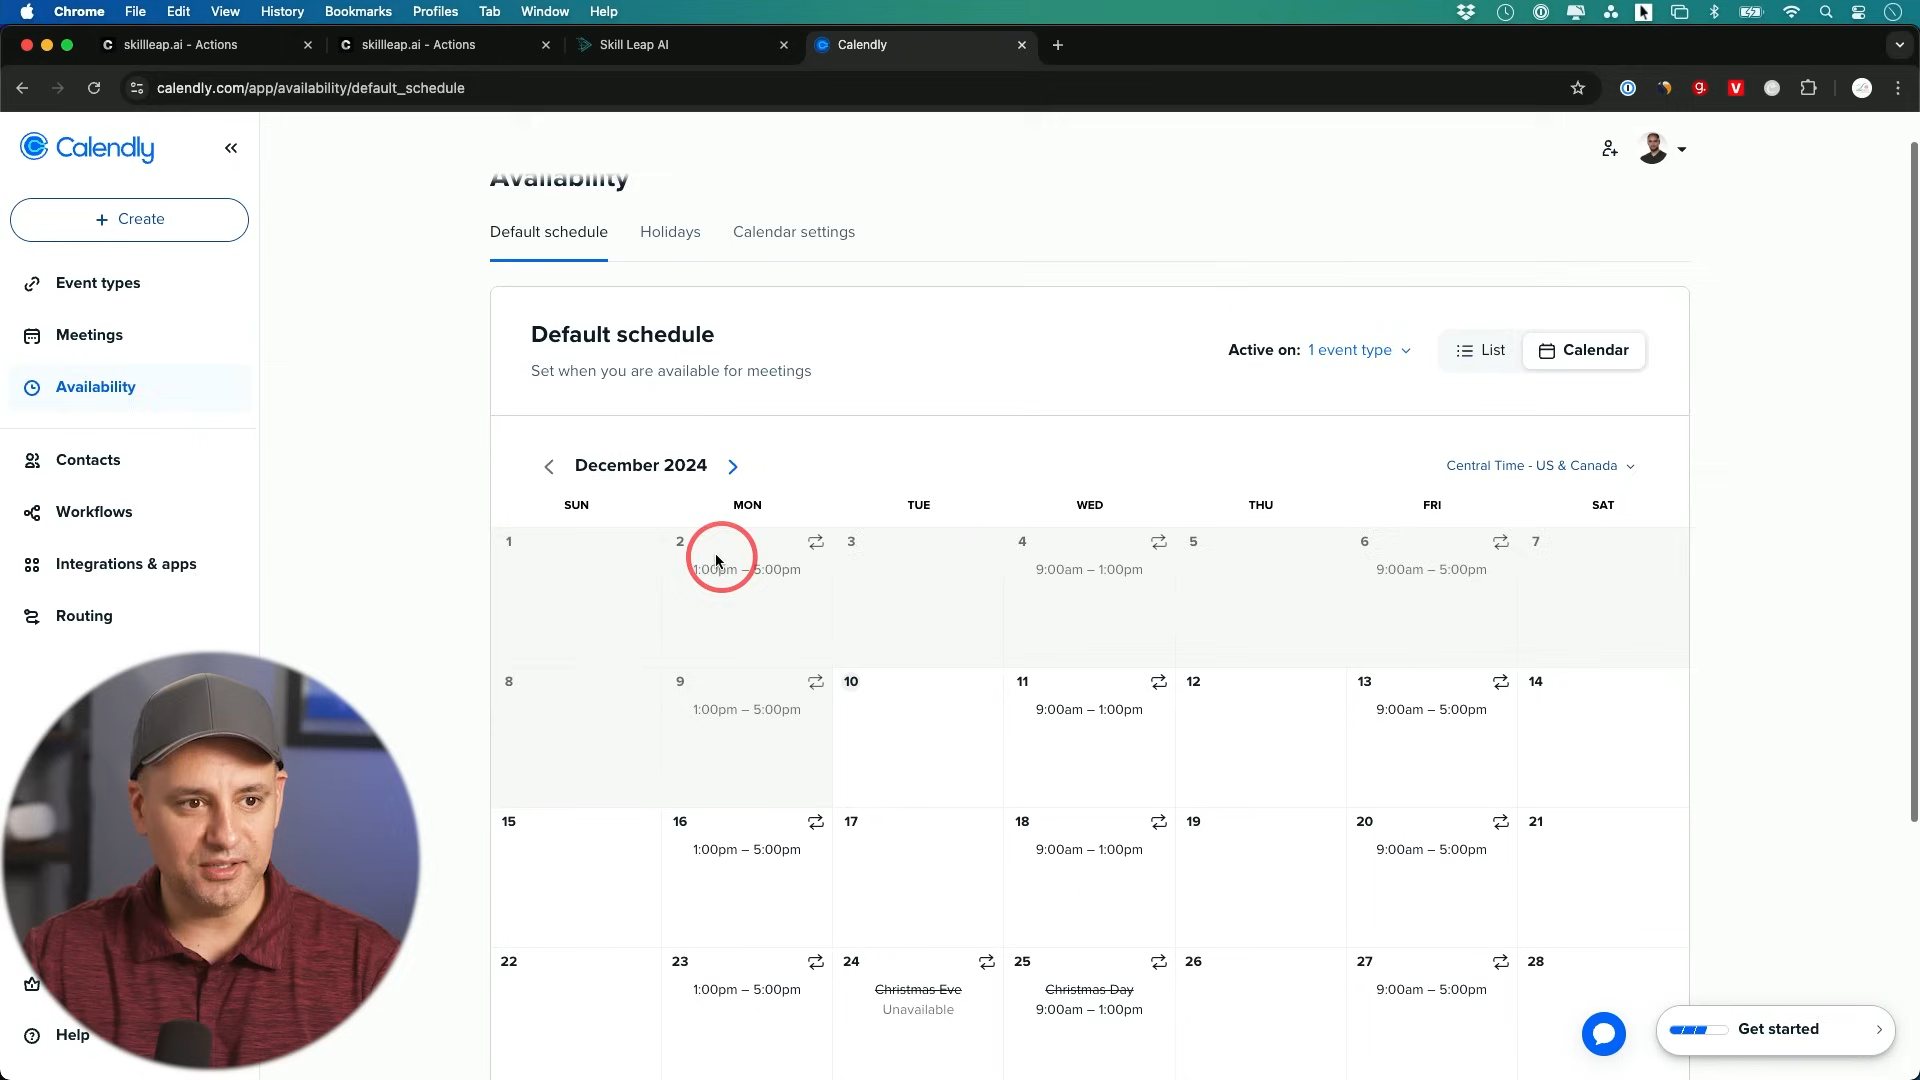 Chrome File Edit View History Bookmarks Profiles Tab Window Help
skillleap.ai - Actions
skillleap.ai - Actions
Skill Leap AI
Calendly
calendly.com/app/availability/default_schedule
Calendly
+ Create
Event types
Meetings
Availability
Contacts
Workflows
Integrations & apps
Routing
Help
Availability
Default schedule Holidays Calendar settings
Default schedule
Set when you are available for meetings
Active on: 1 event type
List Calendar
December 2024
Central Time - US & Canada
SUN MON TUE WED THU FRI SAT
1 2 3 4 5 6 7
1:00pm – 5:00pm 9:00am – 1:00pm 9:00am – 5:00pm
8 9 10 11 12 13 14
1:00pm – 5:00pm 9:00am – 1:00pm 9:00am – 5:00pm
15 16 17 18 19 20 21
1:00pm – 5:00pm 9:00am – 1:00pm 9:00am – 5:00pm
22 23 24 25 26 27 28
1:00pm – 5:00pm Christmas Eve Christmas Day 9:00am – 5:00pm
Unavailable 9:00am – 1:00pm
Get started